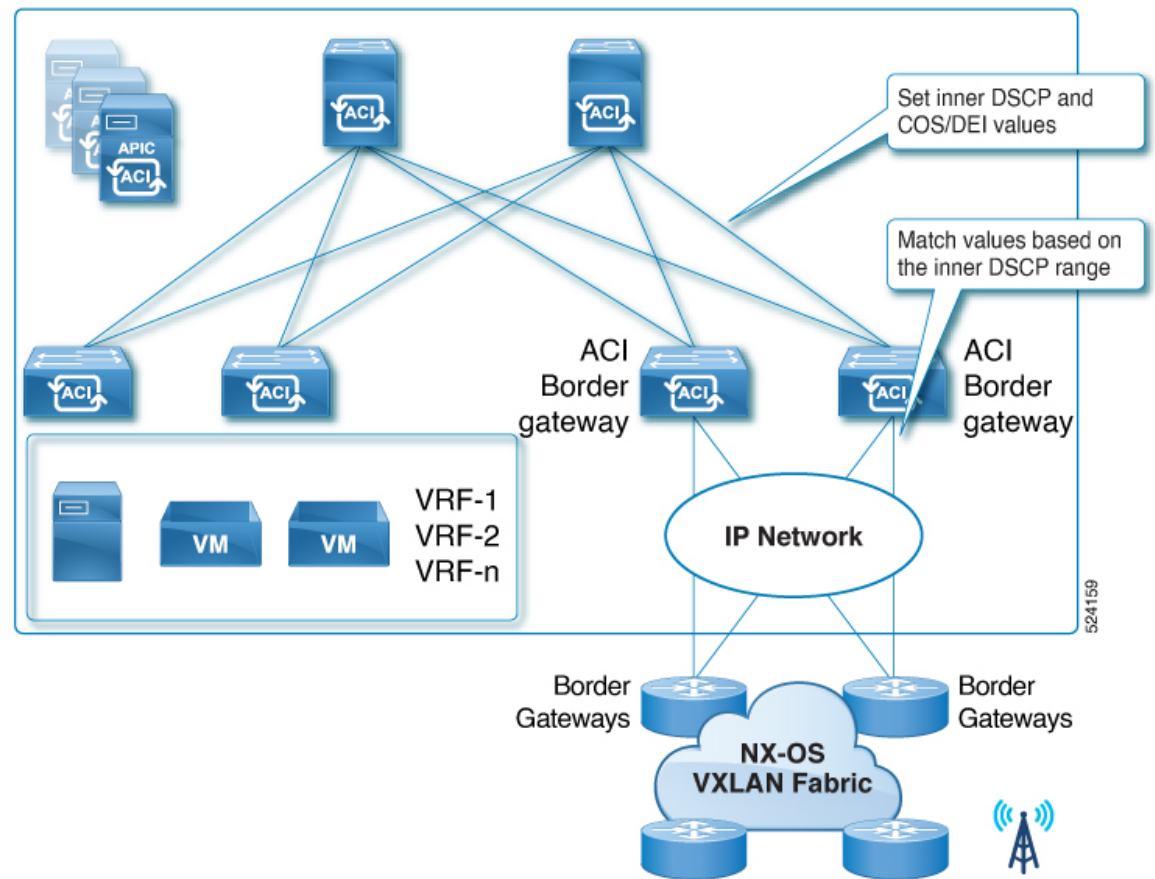 ACI
ACI
A
A
APIC
ACI
Set inner DSCP and
COS/DEI values
Match values based on
the inner DSCP range
ACI
ACI
ACI
Border
gateway
ACI
ACI
ACI
Border
gateway
VM
VM
VRF-1
VRF-2
VRF-n
IP Network
524159
Border
Gateways
Border
Gateways
NX-OS
VXLAN Fabric